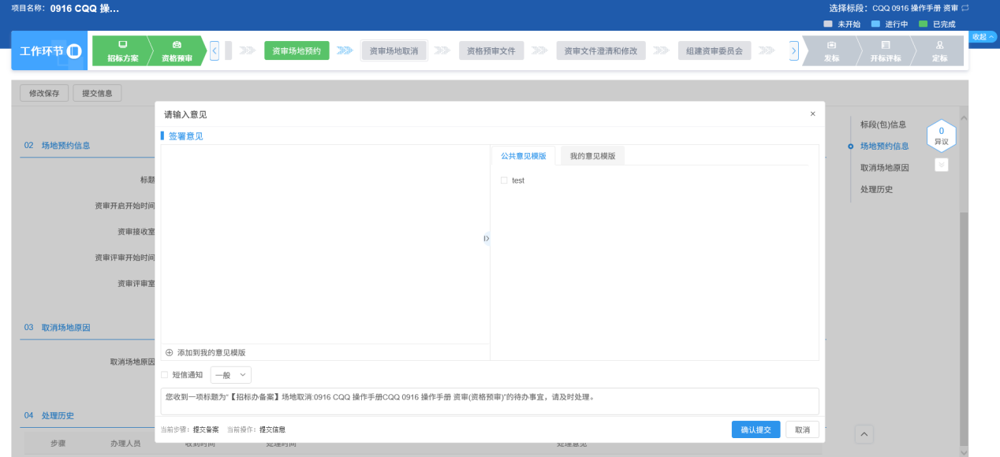 项目名称: 0916 CQQ 操...
选择标段: CQQ 0916 操作手册 资审
未开始 进行中 已完成
收起
工作环节
招标方案 资格预审
资审场地预约 资审场地取消 资格预审文件 资审文件澄清和修改 组建资审委员会
发标 开标评标 定标
修改保存 提交信息
请输入意见 ×
签署意见
公共意见模版 我的意见模版
test
添加到我的意见模版
短信通知 一般
您收到一项标题为“【招标办备案】场地取消:0916 CQQ 操作手册CQQ 0916 操作手册 资审(资格预审)”的待办事宜，请及时处理。
当前步骤: 提交备案 当前操作: 提交信息
确认提交 取消
02 场地预约信息
标题
资审开启开始时间
资审接收室
资审评审开始时间
资审评审室
03 取消场地原因
取消场地原因
04 处理历史
步骤 办理人员 收到时间 处理时间 处理意见
标段(包)信息
场地预约信息
取消场地原因
处理历史
0
异议